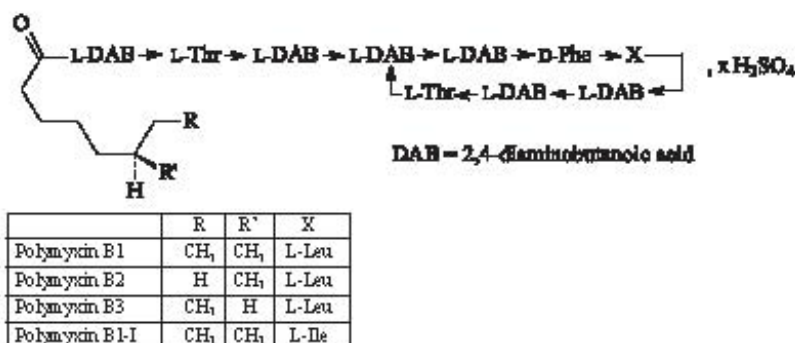 O
L-DAB L-Thr L-DAB L-DAB L-DAB D-Phe X
L-Thr L-DAB L-DAB
, x H₂SO₄
R
R'
H
DAB = 2,4-diaminobutanoic acid
R R` X
Polymyxin B1 CH₃ CH₃ L-Leu
Polymyxin B2 H CH₃ L-Leu
Polymyxin B3 CH₃ H L-Leu
Polymyxin B1-I CH₃ CH₃ L-Ile